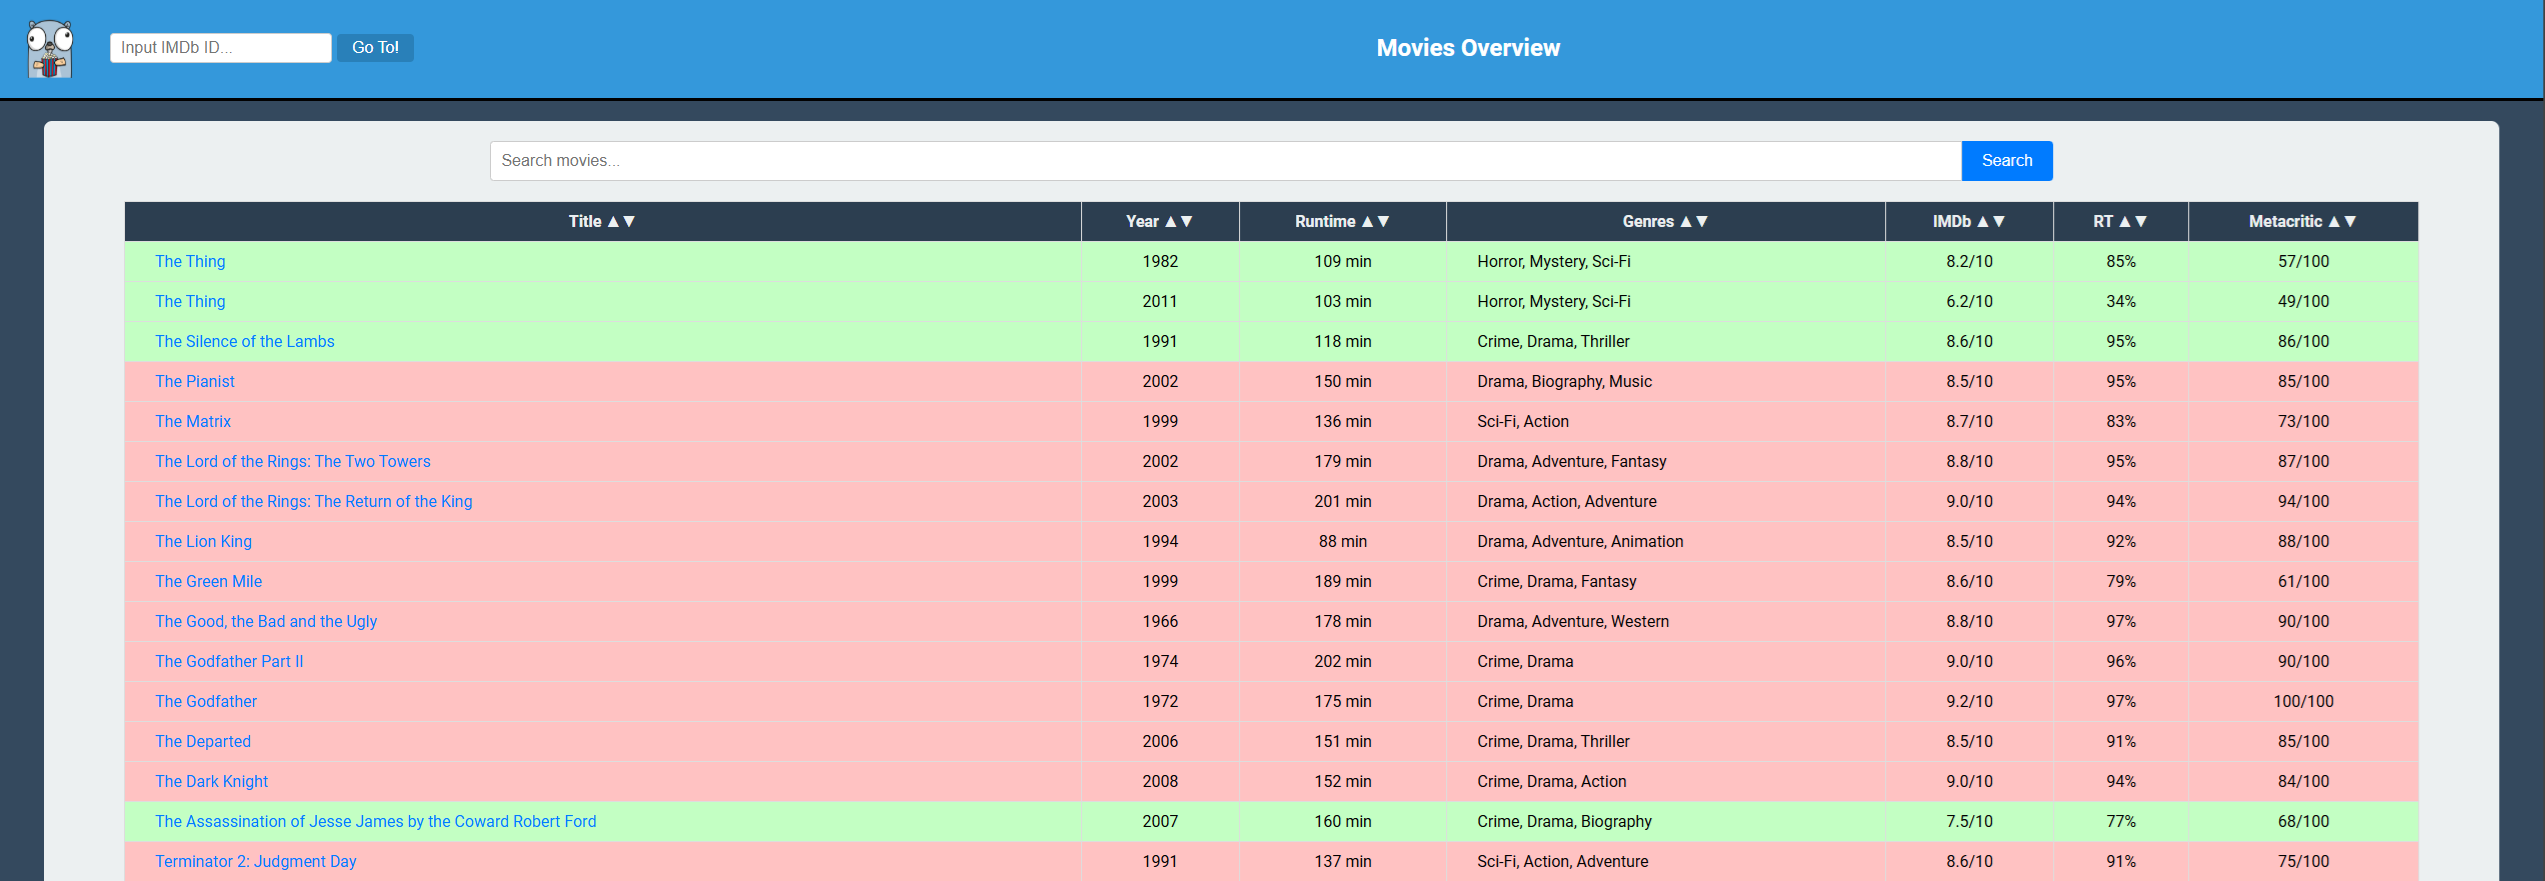 Input IMDb ID... Go To! Movies Overview
Search movies... Search
Title ▲▼ Year ▲▼ Runtime ▲▼ Genres ▲▼ IMDb ▲▼ RT ▲▼ Metacritic ▲▼
The Thing 1982 109 min Horror, Mystery, Sci-Fi 8.2/10 85% 57/100
The Thing 2011 103 min Horror, Mystery, Sci-Fi 6.2/10 34% 49/100
The Silence of the Lambs 1991 118 min Crime, Drama, Thriller 8.6/10 95% 86/100
The Pianist 2002 150 min Drama, Biography, Music 8.5/10 95% 85/100
The Matrix 1999 136 min Sci-Fi, Action 8.7/10 83% 73/100
The Lord of the Rings: The Two Towers 2002 179 min Drama, Adventure, Fantasy 8.8/10 95% 87/100
The Lord of the Rings: The Return of the King 2003 201 min Drama, Action, Adventure 9.0/10 94% 94/100
The Lion King 1994 88 min Drama, Adventure, Animation 8.5/10 92% 88/100
The Green Mile 1999 189 min Crime, Drama, Fantasy 8.6/10 79% 61/100
The Good, the Bad and the Ugly 1966 178 min Drama, Adventure, Western 8.8/10 97% 90/100
The Godfather Part II 1974 202 min Crime, Drama 9.0/10 96% 90/100
The Godfather 1972 175 min Crime, Drama 9.2/10 97% 100/100
The Departed 2006 151 min Crime, Drama, Thriller 8.5/10 91% 85/100
The Dark Knight 2008 152 min Crime, Drama, Action 9.0/10 94% 84/100
The Assassination of Jesse James by the Coward Robert Ford 2007 160 min Crime, Drama, Biography 7.5/10 77% 68/100
Terminator 2: Judgment Day 1991 137 min Sci-Fi, Action, Adventure 8.6/10 91% 75/100